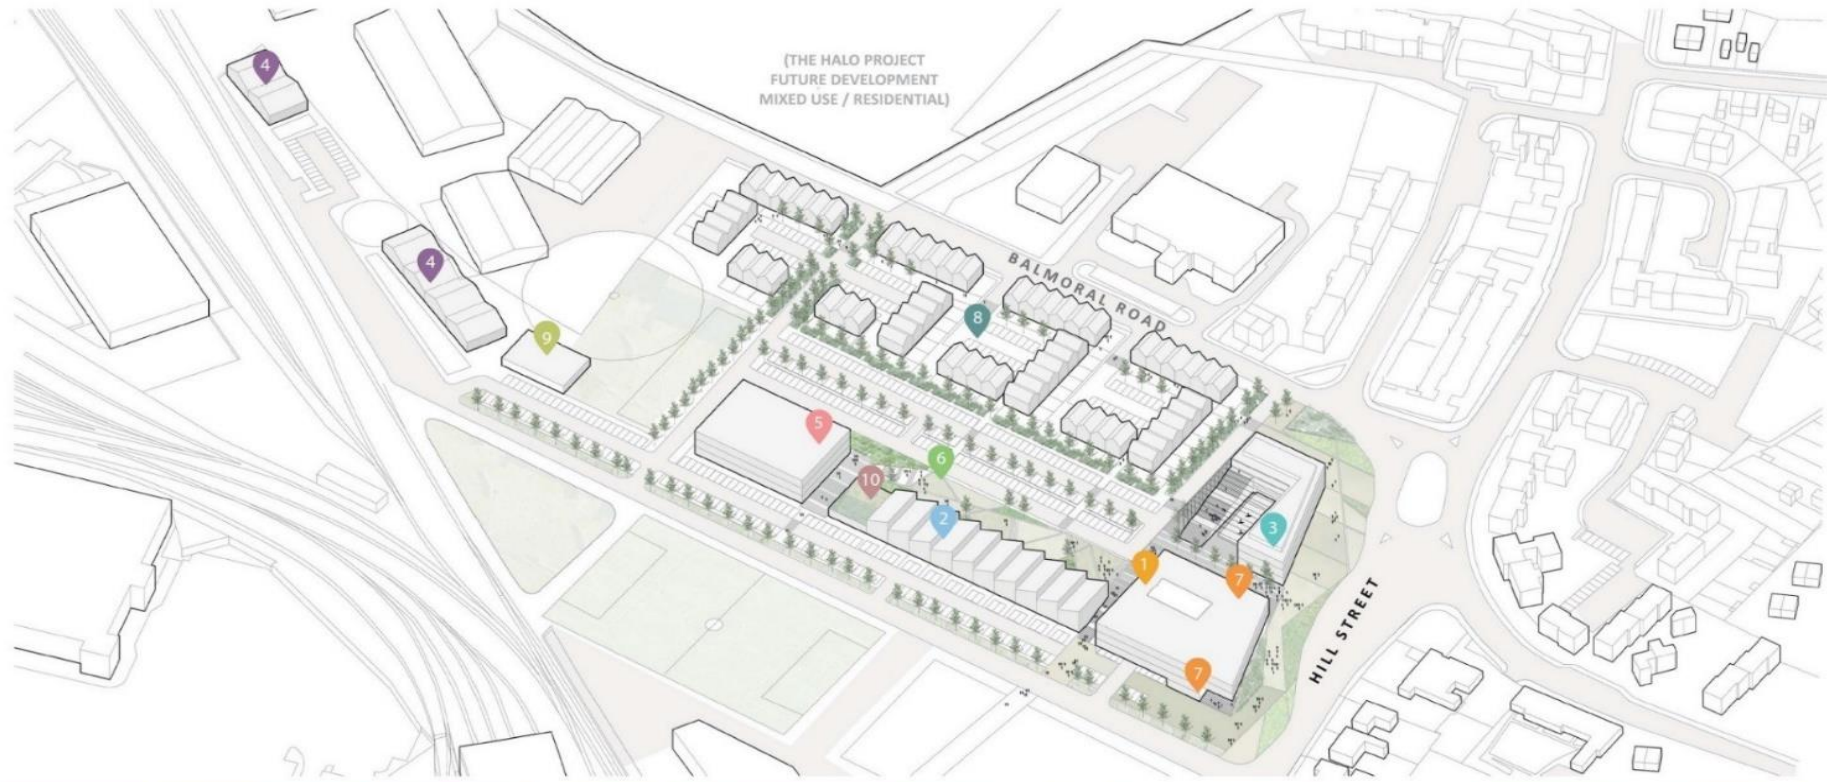 (THE HALO PROJECT
FUTURE DEVELOPMENT
MIXED USE / RESIDENTIAL)
4
4
BALMORAL ROAD
8
9
5
6
10
2
3
1
7
HILL STREET
7